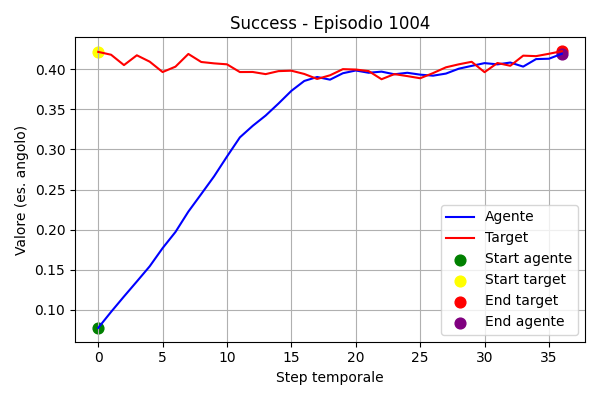 Success - Episodio 1004
Valore (es. angolo)
0.40
0.35
0.30
0.25
0.20
0.15
0.10
Agente
Target
Start agente
Start target
End target
End agente
0 5 10 15 20 25 30 35
Step temporale